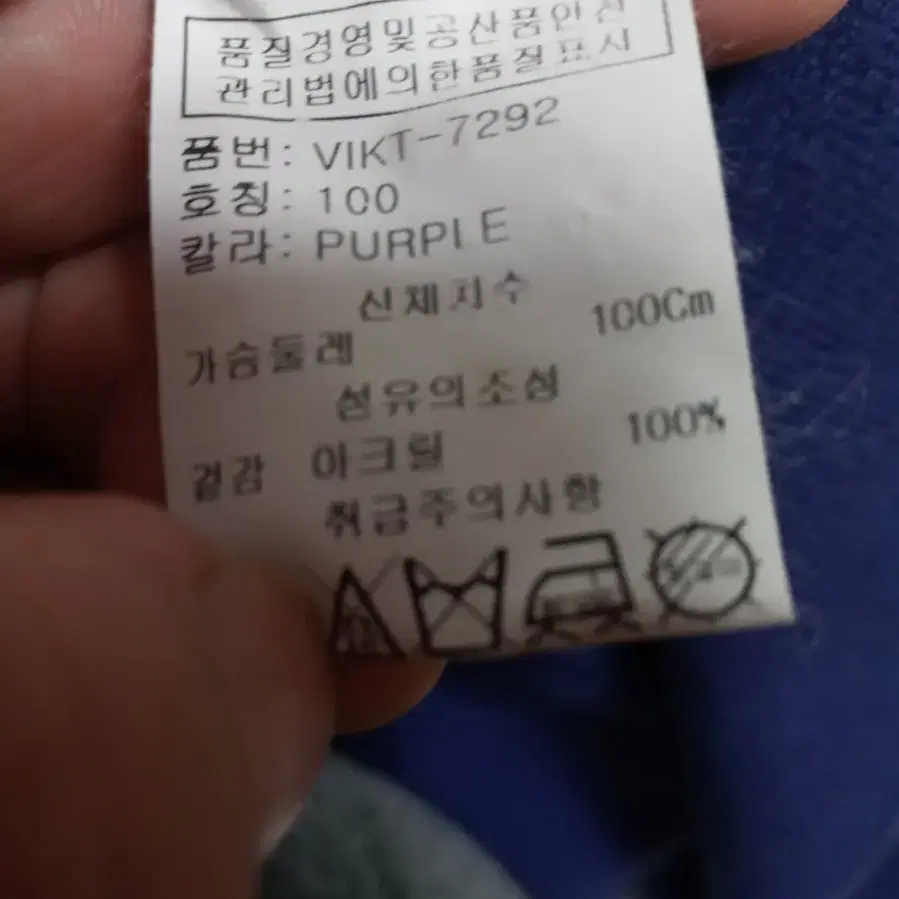 품질경영및공산품안전
관리법에의한품질표시
품번: VIKT-7292
호칭: 100
칼라: PURPLE
신체치수
가슴둘레 100Cm
섬유의조성
겉감 아크릴 100%
취급주의사항